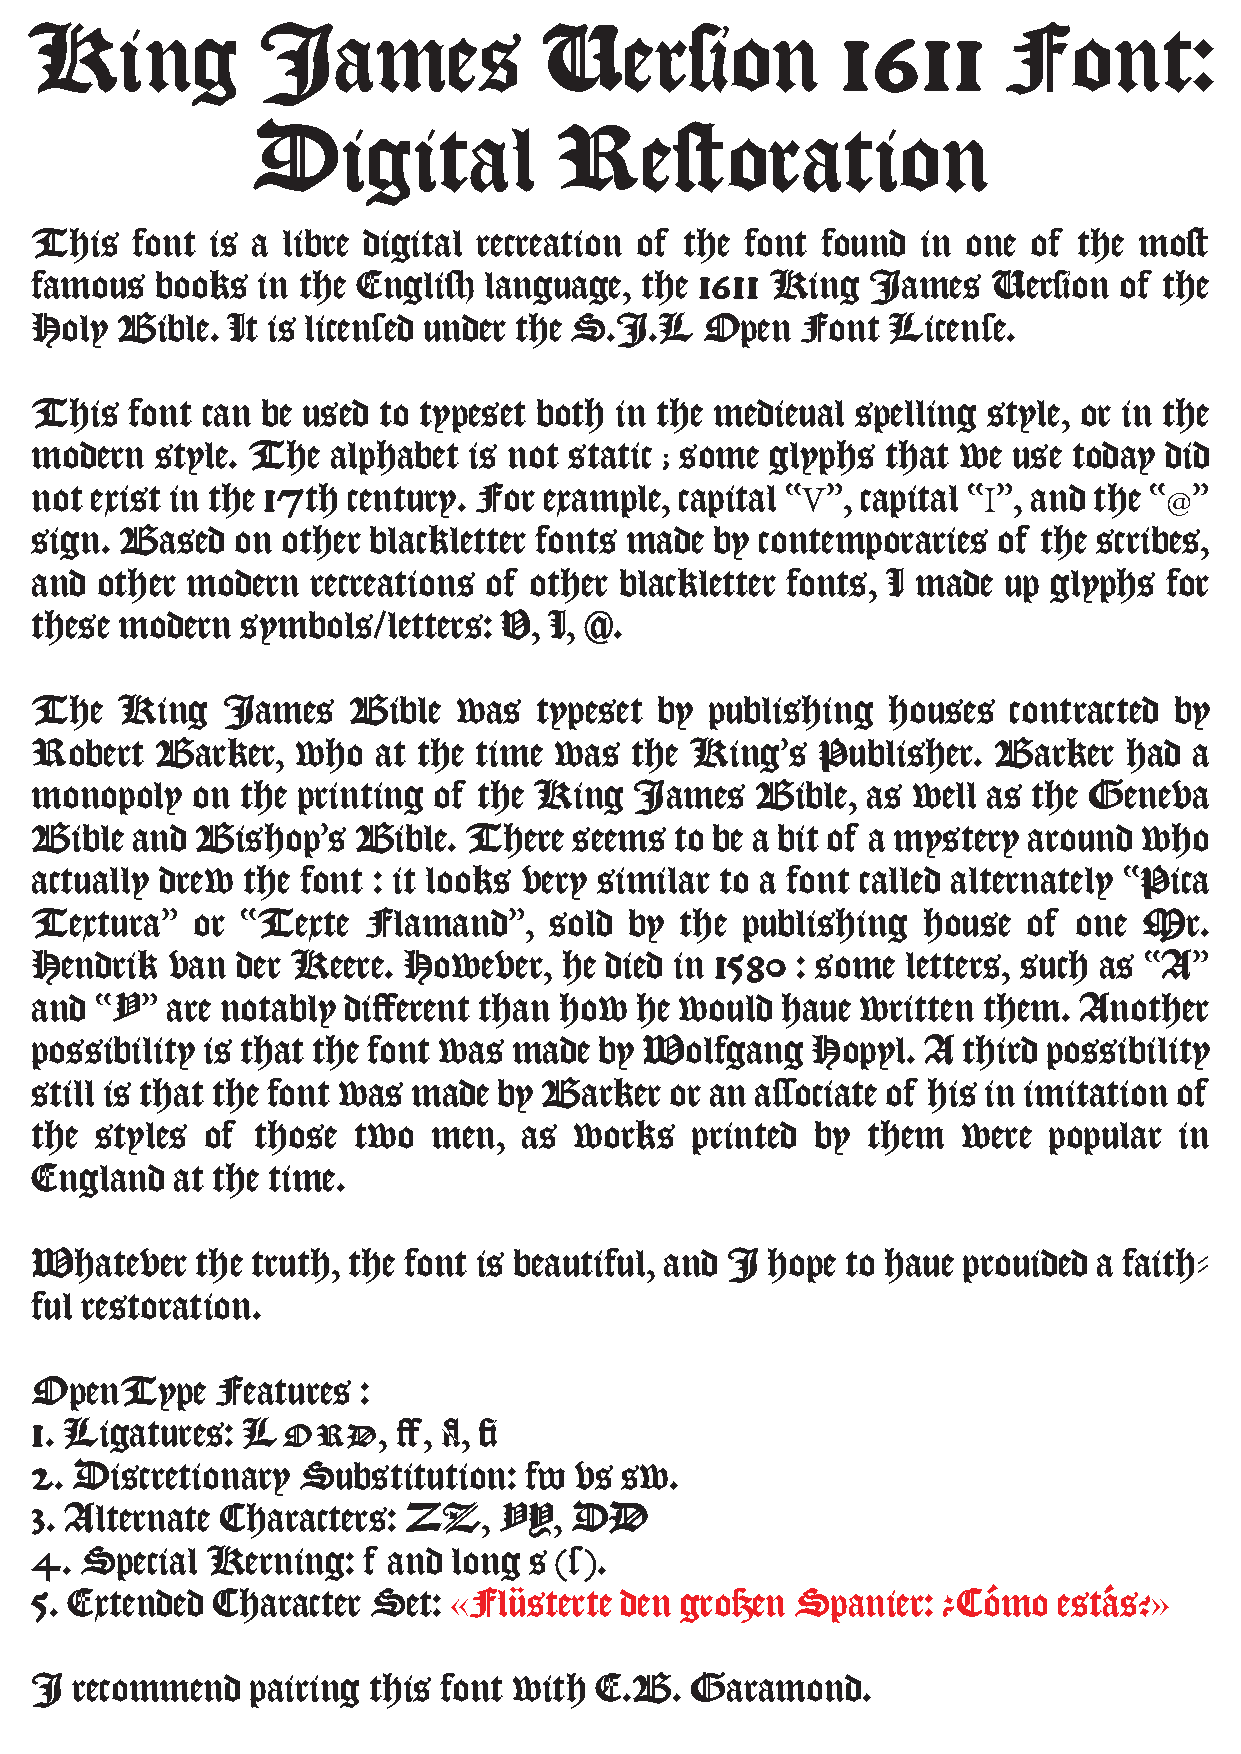 King James Uerſion 1611 Font:
Digital Reſtoration
This font is a libre digital recreation of the font found in one of the moſt
famous books in the Engliſh language, the 1611 King James Uerſion of the
Holy Bible. It is licenſed under the S.J.L Open Font Licenſe.
This font can be used to typeset both in the medieual spelling style, or in the
modern style. The alphabet is not static ; some glyphs that we use today did
not exist in the 17th century. For example, capital “V”, capital “I”, and the “@”
sign. Based on other blackletter fonts made by contemporaries of the scribes,
and other modern recreations of other blackletter fonts, I made up glyphs for
these modern symbols/letters: V, I, @.
The King James Bible was typeset by publishing houses contracted by
Robert Barker, who at the time was the King’s Publisher. Barker had a
monopoly on the printing of the King James Bible, as well as the Geneva
Bible and Bishop’s Bible. There seems to be a bit of a mystery around who
actually drew the font : it looks very similar to a font called alternately “Pica
Textura” or “Texte Flamand”, sold by the publishing house of one Mr.
Hendrik van der Keere. However, he died in 1580 : some letters, such as “A”
and “Y” are notably different than how he would haue written them. Another
possibility is that the font was made by Wolfgang Hopyl. A third possibility
still is that the font was made by Barker or an aſſociate of his in imitation of
the styles of those two men, as works printed by them were popular in
England at the time.
Whatever the truth, the font is beautiful, and J hope to haue prouided a faith⸗
ful restoration.
OpenType Features :
1. Ligatures: LORD, ff, fl, fi
2. Discretionary Substitution: fw vs sw.
3. Alternate Characters: ZZ, YY, DD
4. Special Kerning: f and long s (ſ).
5. Extended Character Set: «Flüsterte den großen Spanier: ¿Cómo estás?»
J recommend pairing this font with E.B. Garamond.